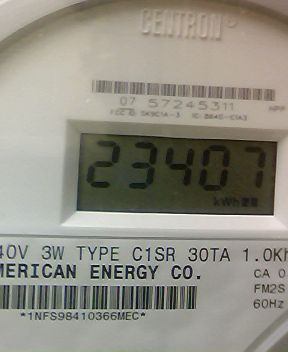 CENTRON
07 57245311
23407
kWh
40V 3W TYPE C1SR 30TA 1.0Kh
MERICAN ENERGY CO.
CA 0
FM2S
60Hz
*1NFS98410366MEC*